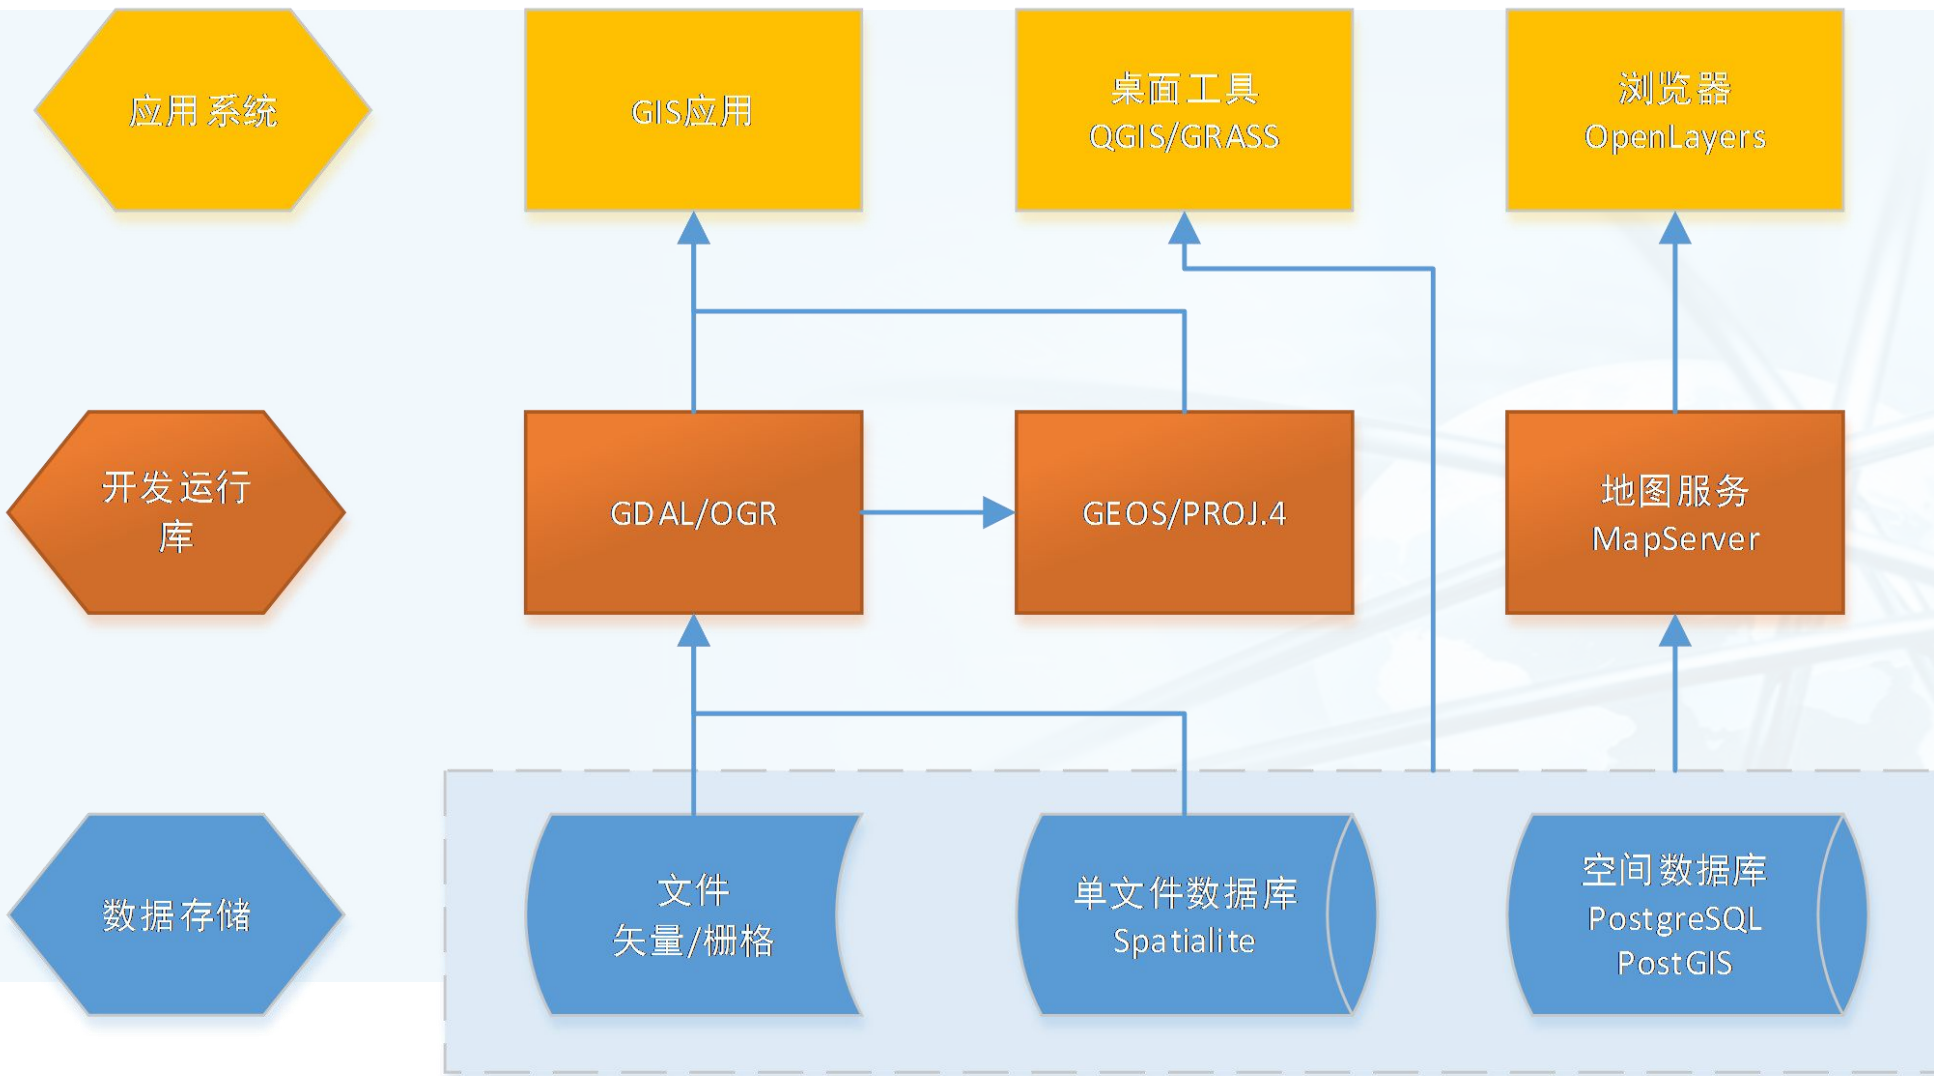 应用系统
GIS应用
桌面工具
QGIS/GRASS
浏览器
OpenLayers
开发运行
库
GDAL/OGR
GEOS/PROJ.4
地图服务
MapServer
数据存储
文件
矢量/栅格
单文件数据库
Spatialite
空间数据库
PostgreSQL
PostGIS